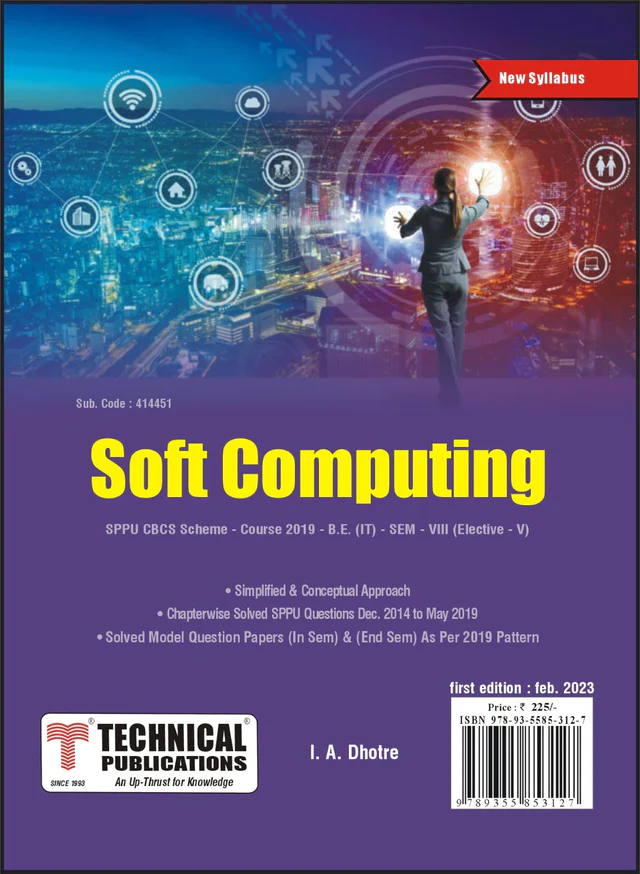 New Syllabus
Sub. Code : 414451
Soft Computing
SPPU CBCS Scheme - Course 2019 - B.E. (IT) - SEM - VIII (Elective - V)
• Simplified & Conceptual Approach
• Chapterwise Solved SPPU Questions Dec. 2014 to May 2019
• Solved Model Question Papers (In Sem) & (End Sem) As Per 2019 Pattern
first edition : feb. 2023
Price : ₹ 225/-
ISBN 978-93-5585-312-7
9 789355 853127
® TECHNICAL ®
PUBLICATIONS
SINCE 1993 An Up-Thrust for Knowledge
I. A. Dhotre